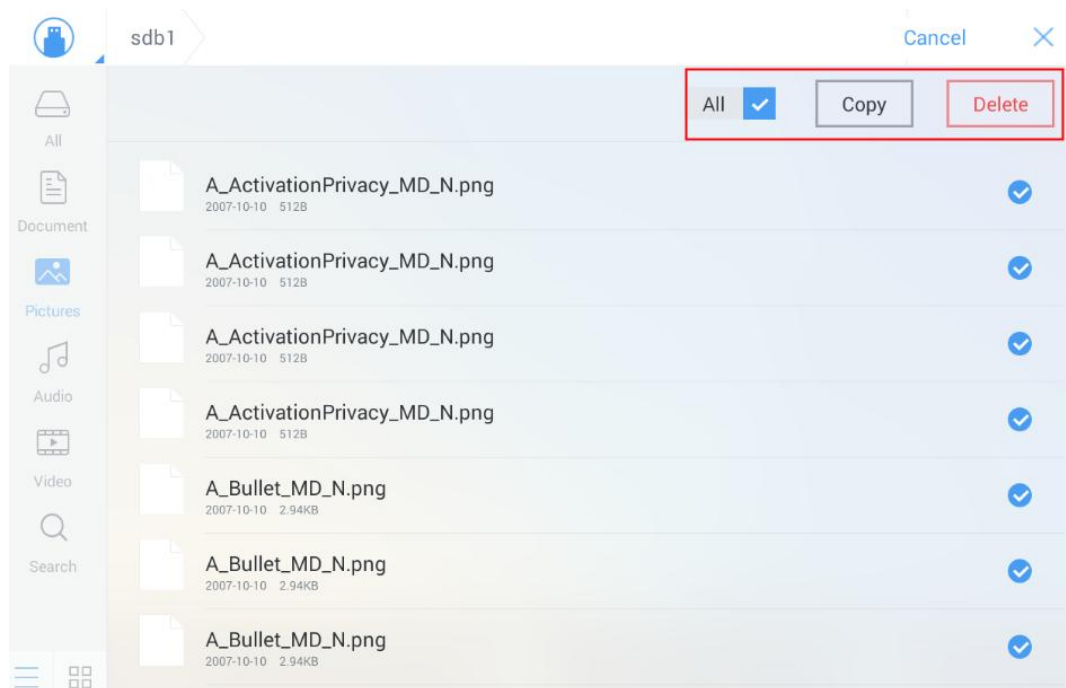 sdb1
Cancel
All
Copy
Delete
All
Document
Pictures
Audio
Video
Search
A_ActivationPrivacy_MD_N.png
2007-10-10 512B
A_ActivationPrivacy_MD_N.png
2007-10-10 512B
A_ActivationPrivacy_MD_N.png
2007-10-10 512B
A_ActivationPrivacy_MD_N.png
2007-10-10 512B
A_Bullet_MD_N.png
2007-10-10 2.94KB
A_Bullet_MD_N.png
2007-10-10 2.94KB
A_Bullet_MD_N.png
2007-10-10 2.94KB